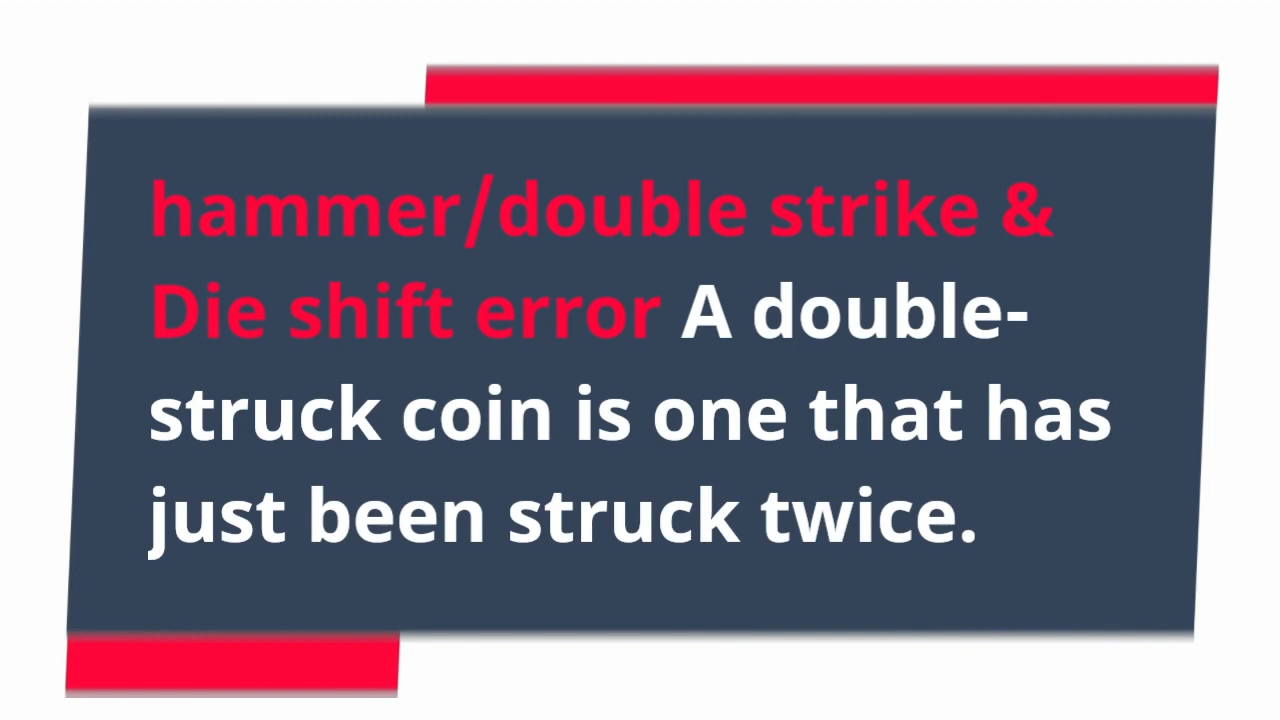 hammer/double strike &
Die shift error A double-
struck coin is one that has
just been struck twice.